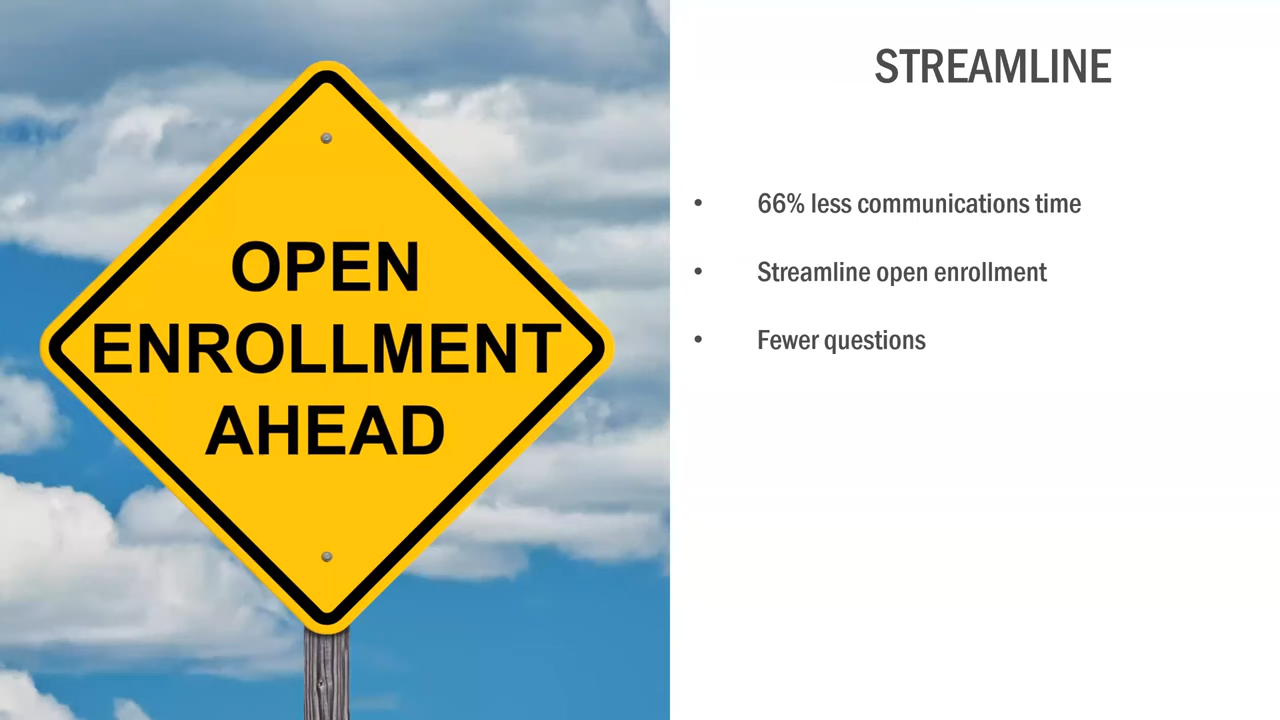 OPEN
ENROLLMENT
AHEAD
STREAMLINE
• 66% less communications time
• Streamline open enrollment
• Fewer questions